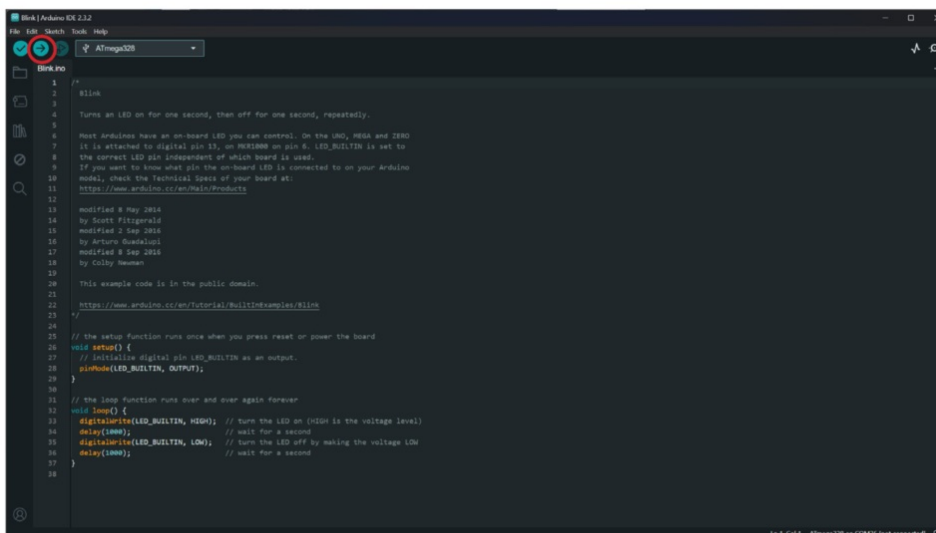 Blink | Arduino IDE 2.3.2
File Edit Sketch Tools Help
ATmega328
Blink.ino
1 /*
2 Blink
3
4 Turns an LED on for one second, then off for one second, repeatedly.
5
6 Most Arduinos have an on-board LED you can control. On the UNO, MEGA and ZERO
7 it is attached to digital pin 13, on MKR1000 on pin 6. LED_BUILTIN is set to
8 the correct LED pin independent of which board is used.
9 If you want to know what pin the on-board LED is connected to on your Arduino
10 model, check the Technical Specs of your board at:
11 https://www.arduino.cc/en/Main/Products
12
13 modified 8 May 2014
14 by Scott Fitzgerald
15 modified 2 Sep 2016
16 by Arturo Guadalupi
17 modified 8 Sep 2016
18 by Colby Newman
19
20 This example code is in the public domain.
21
22 https://www.arduino.cc/en/Tutorial/BuiltInExamples/Blink
23 */
24
25 // the setup function runs once when you press reset or power the board
26 void setup() {
27 // initialize digital pin LED_BUILTIN as an output.
28 pinMode(LED_BUILTIN, OUTPUT);
29 }
30
31 // the loop function runs over and over again forever
32 void loop() {
33 digitalWrite(LED_BUILTIN, HIGH); // turn the LED on (HIGH is the voltage level)
34 delay(1000); // wait for a second
35 digitalWrite(LED_BUILTIN, LOW); // turn the LED off by making the voltage LOW
36 delay(1000); // wait for a second
37 }
38